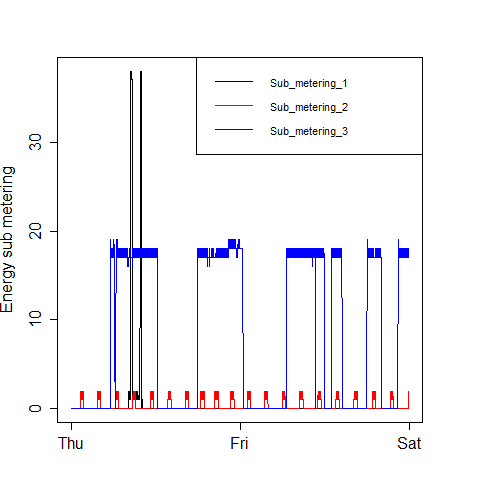 Sub_metering_1
Sub_metering_2
Sub_metering_3
Energy sub metering
30
20
10
0
Thu Fri Sat